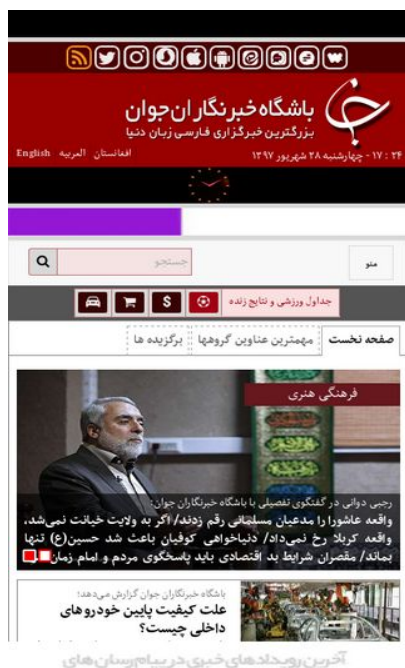 باشگاه خبرنگاران جوان
بزرگترین خبرگزاری فارسی زبان دنیا
۲۴ : ۱۷ - چهارشنبه ۲۸ شهریور ۱۳۹۷
افغانستان العربیه English
منو
جستجو
جداول ورزشی و نتایج زنده
$
صفحه نخست
مهمترین عناوین گروهها
برگزیده ها
فرهنگی هنری
رجبی دوانی در گفتگوی تفصیلی با باشگاه خبرنگاران جوان:
واقعه عاشورا را مدعیان مسلمانی رقم زدند/ اگر به ولایت خیانت نمی‌شد،
واقعه کربلا رخ نمی‌داد/ دنیاخواهی کوفیان باعث شد حسین(ع) تنها
بماند/ مقصران شرایط بد اقتصادی باید پاسخگوی مردم و امام زمان
باشگاه خبرنگاران جوان گزارش می‌دهد؛
علت کیفیت پایین خودروهای
داخلی چیست؟
آخرین رویدادهای خبری در پیام‌رسان‌های